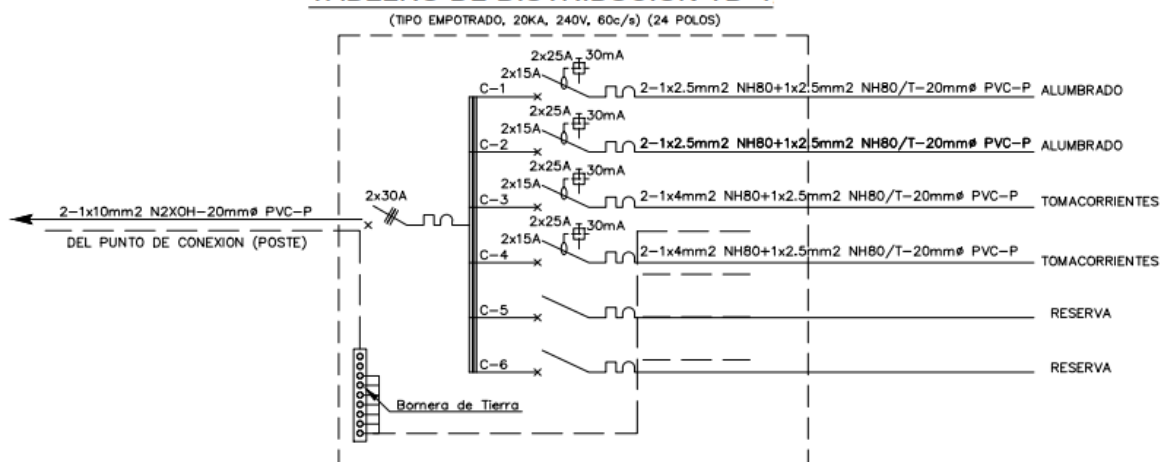 (TIPO EMPOTRADO, 20KA, 240V, 60c/s) (24 POLOS)
2x25A 30mA
2x15A
C-1 2-1x2.5mm2 NH80+1x2.5mm2 NH80/T-20mmø PVC-P ALUMBRADO
2x25A 30mA
2x15A
C-2 2-1x2.5mm2 NH80+1x2.5mm2 NH80/T-20mmø PVC-P ALUMBRADO
2x25A 30mA
2x15A
C-3 2-1x4mm2 NH80+1x2.5mm2 NH80/T-20mmø PVC-P TOMACORRIENTES
2x30A
2-1x10mm2 N2XOH-20mmø PVC-P
DEL PUNTO DE CONEXION (POSTE)
2x25A 30mA
2x15A
C-4 2-1x4mm2 NH80+1x2.5mm2 NH80/T-20mmø PVC-P TOMACORRIENTES
C-5 RESERVA
C-6 RESERVA
Bornera de Tierra